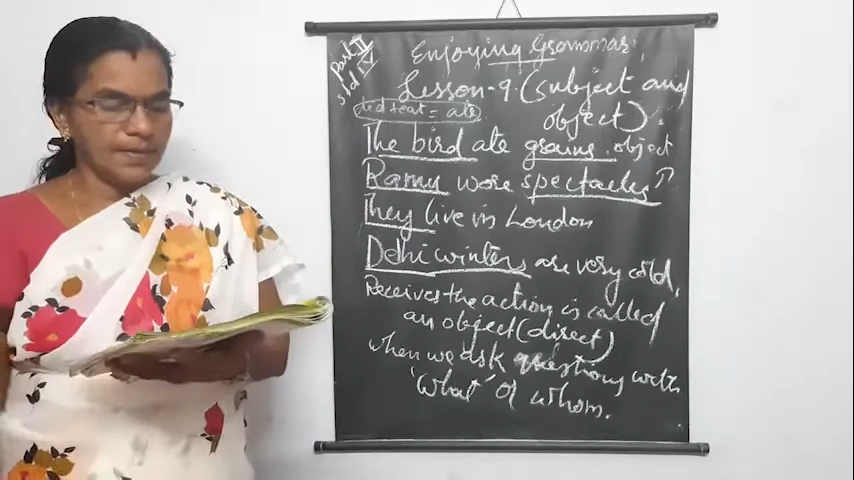 Part II
std IV
Enjoying Grammar
Lesson-9. (subject and
object).
did+eat = ate
The bird ate grains. object
Ramu wore spectacles
They live in London
Delhi winters are very cold.
Receives the action is called
an object (direct)
when we ask questions with
'what' or whom.